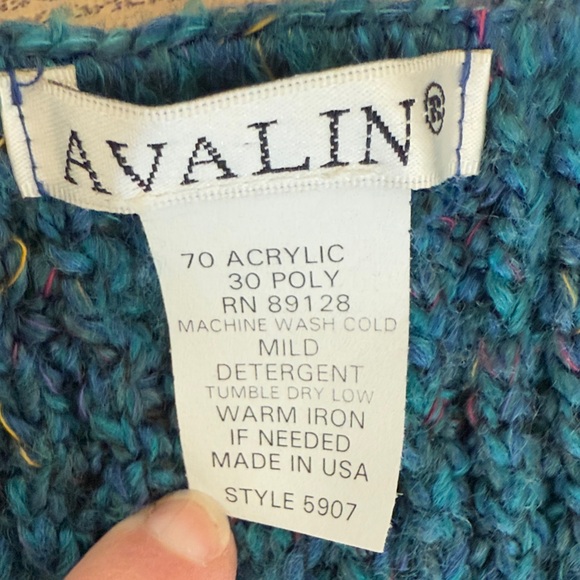 AVALIN®
70 ACRYLIC
30 POLY
RN 89128
MACHINE WASH COLD
MILD
DETERGENT
TUMBLE DRY LOW
WARM IRON
IF NEEDED
MADE IN USA
STYLE 5907